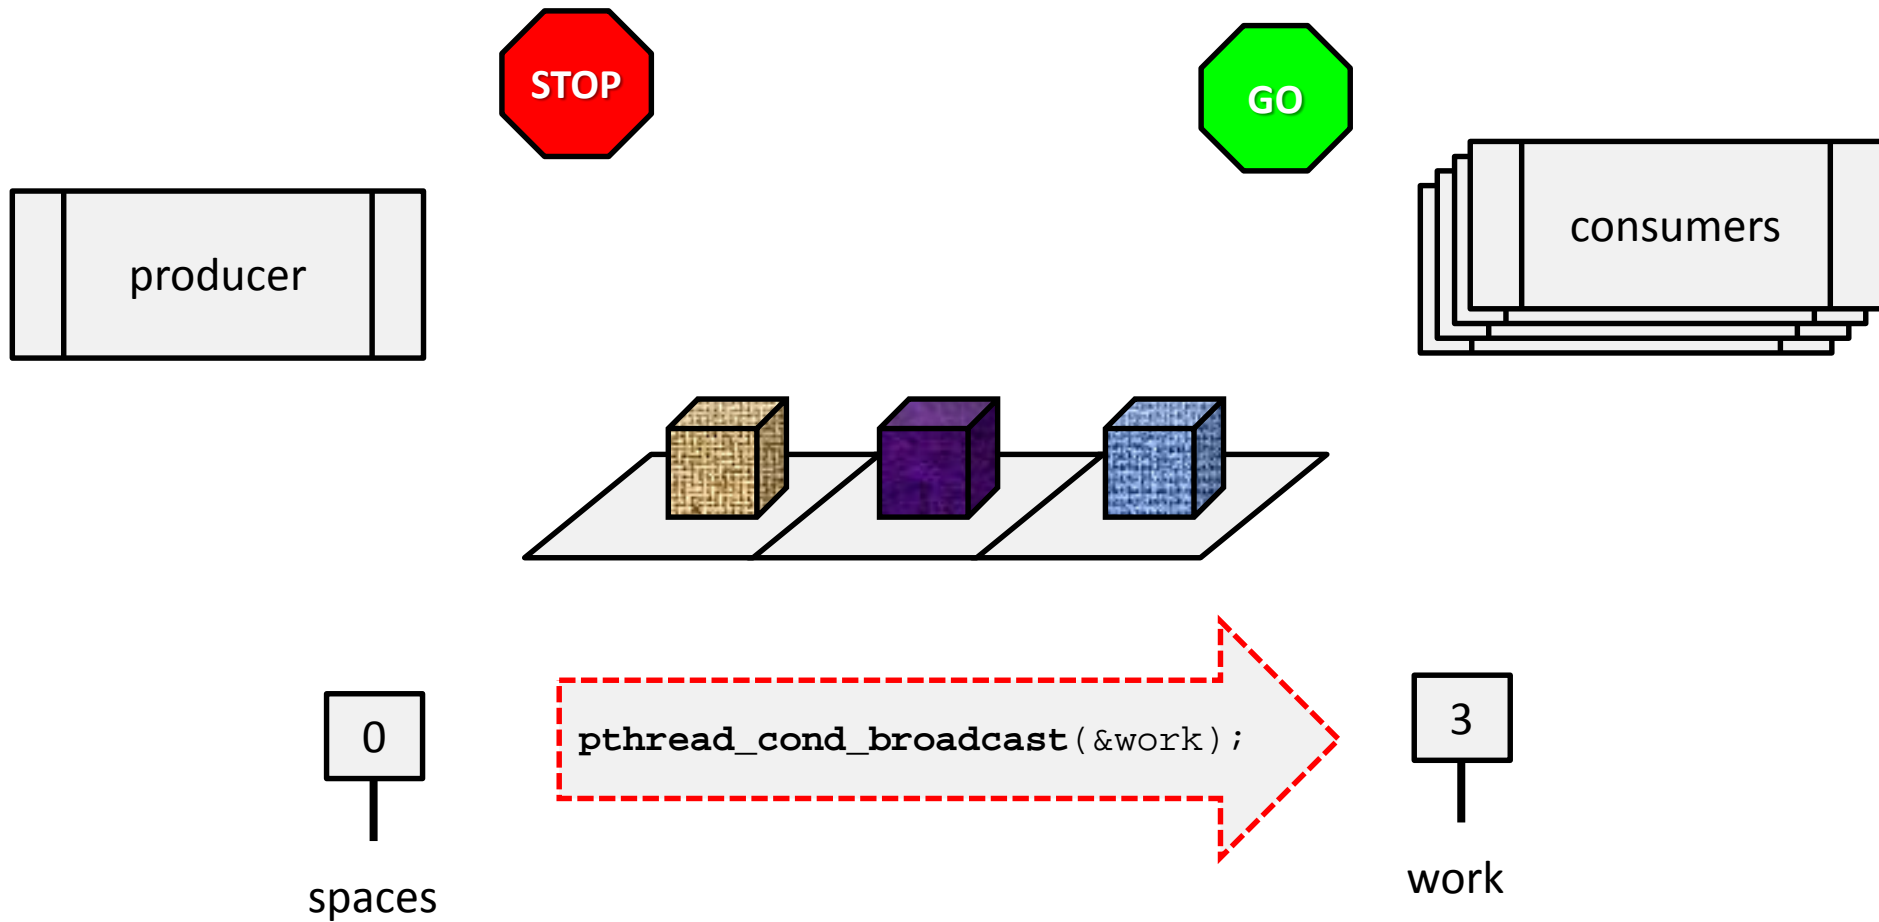 STOP
GO
producer
consumers
0
pthread_cond_broadcast(&work);
3
spaces
work